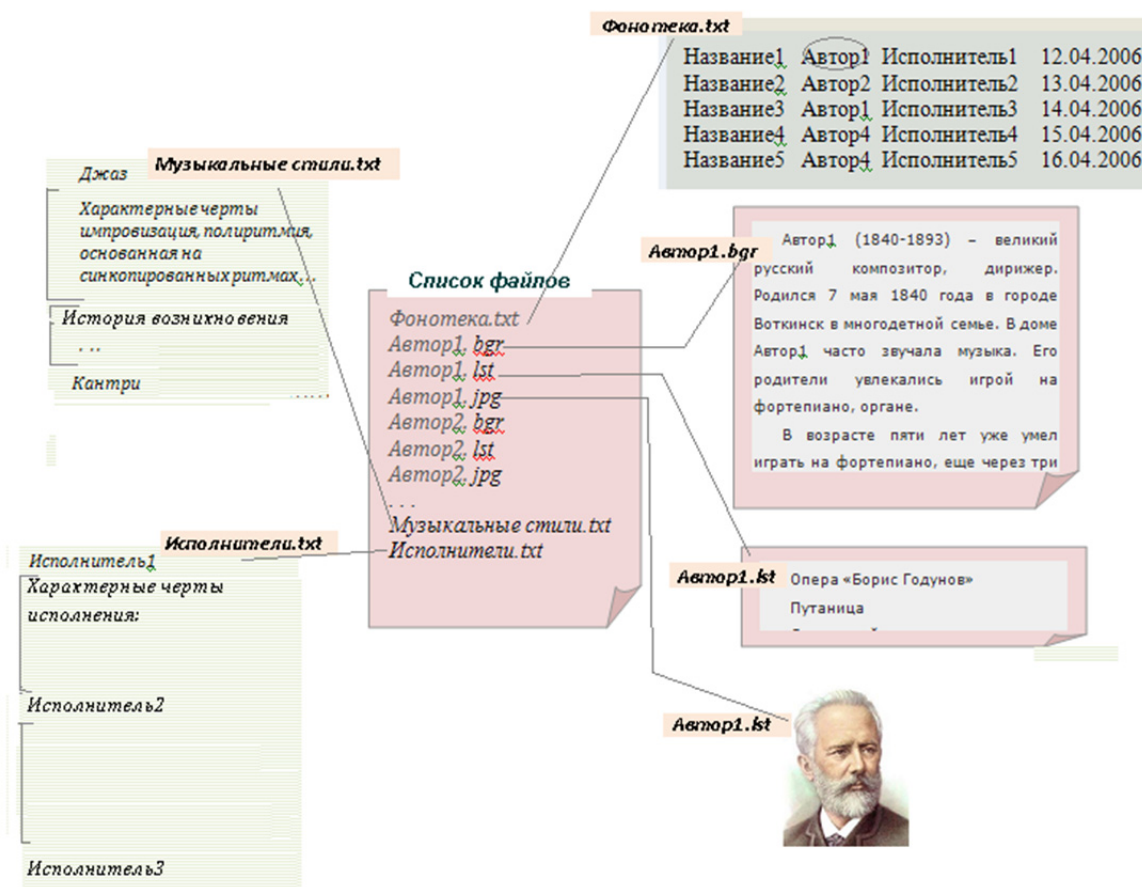 Фонотека.txt
Название1 Автор1 Исполнитель1 12.04.2006
Название2 Автор2 Исполнитель2 13.04.2006
Название3 Автор1 Исполнитель3 14.04.2006
Название4 Автор4 Исполнитель4 15.04.2006
Название5 Автор4 Исполнитель5 16.04.2006
Музыкальные стили.txt
Джаз
Характерные черты
импровизация, полиритмия,
основанная на
синкопированных ритмах…
История возникновения
. . .
Кантри
.....
Список файлов
Фонотека.txt
Автор1. bgr
Автор1. lst
Автор1. jpg
Автор2. bgr
Автор2. lst
Автор2. jpg
. . .
Музыкальные стили.txt
Исполнители.txt
Автор1.bgr
Автор1 (1840-1893) – великий
русский композитор, дирижер.
Родился 7 мая 1840 года в городе
Воткинск в многодетной семье. В доме
Автор1 часто звучала музыка. Его
родители увлекались игрой на
фортепиано, органе.
В возрасте пяти лет уже умел
играть на фортепиано, еще через три
Исполнители.txt
Исполнитель1
Характерные черты
исполнения:
Исполнитель2
Исполнитель3
Автор1.lst
Опера «Борис Годунов»
Путаница
Автор1.lst